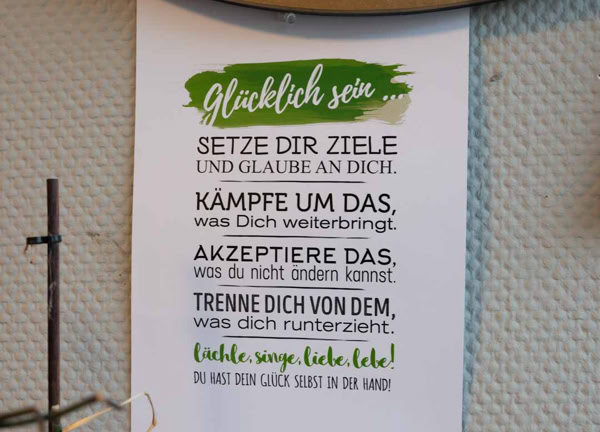 Glücklich sein ...
SETZE DIR ZIELE
UND GLAUBE AN DICH.
KÄMPFE UM DAS,
was Dich weiterbringt.
AKZEPTIERE DAS,
was du nicht ändern kannst.
TRENNE DICH VON DEM,
was dich runterzieht.
lächle, singe, liebe, lebe!
DU HAST DEIN GLÜCK SELBST IN DER HAND!